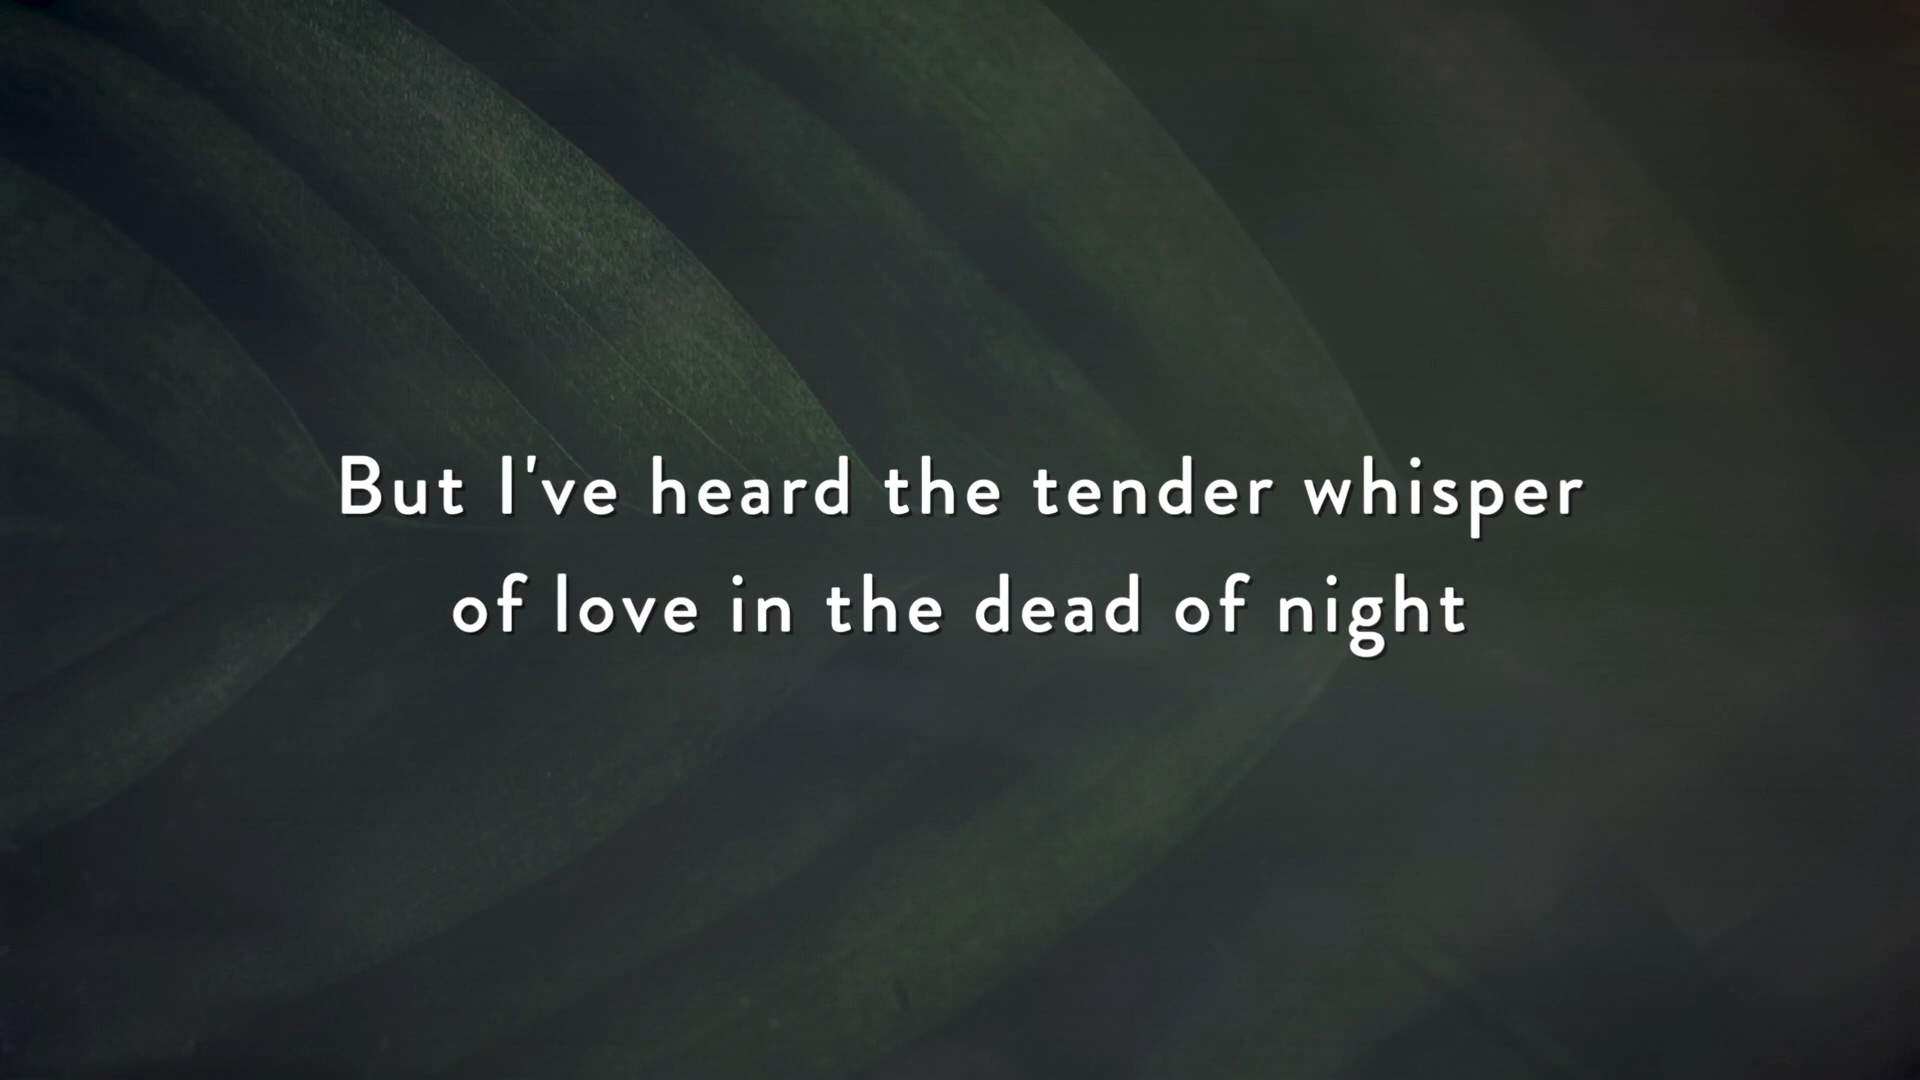 But I've heard the tender whisper
of love in the dead of night